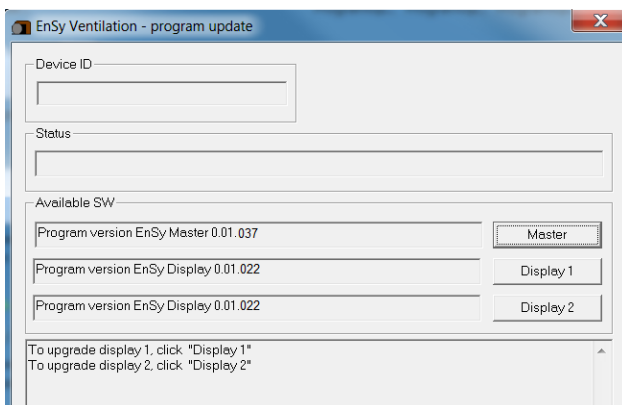 EnSy Ventilation - program update
Device ID
Status
Available SW
Program version EnSy Master 0.01.037
Master
Program version EnSy Display 0.01.022
Display 1
Program version EnSy Display 0.01.022
Display 2
To upgrade display 1, click "Display 1"
To upgrade display 2, click "Display 2"